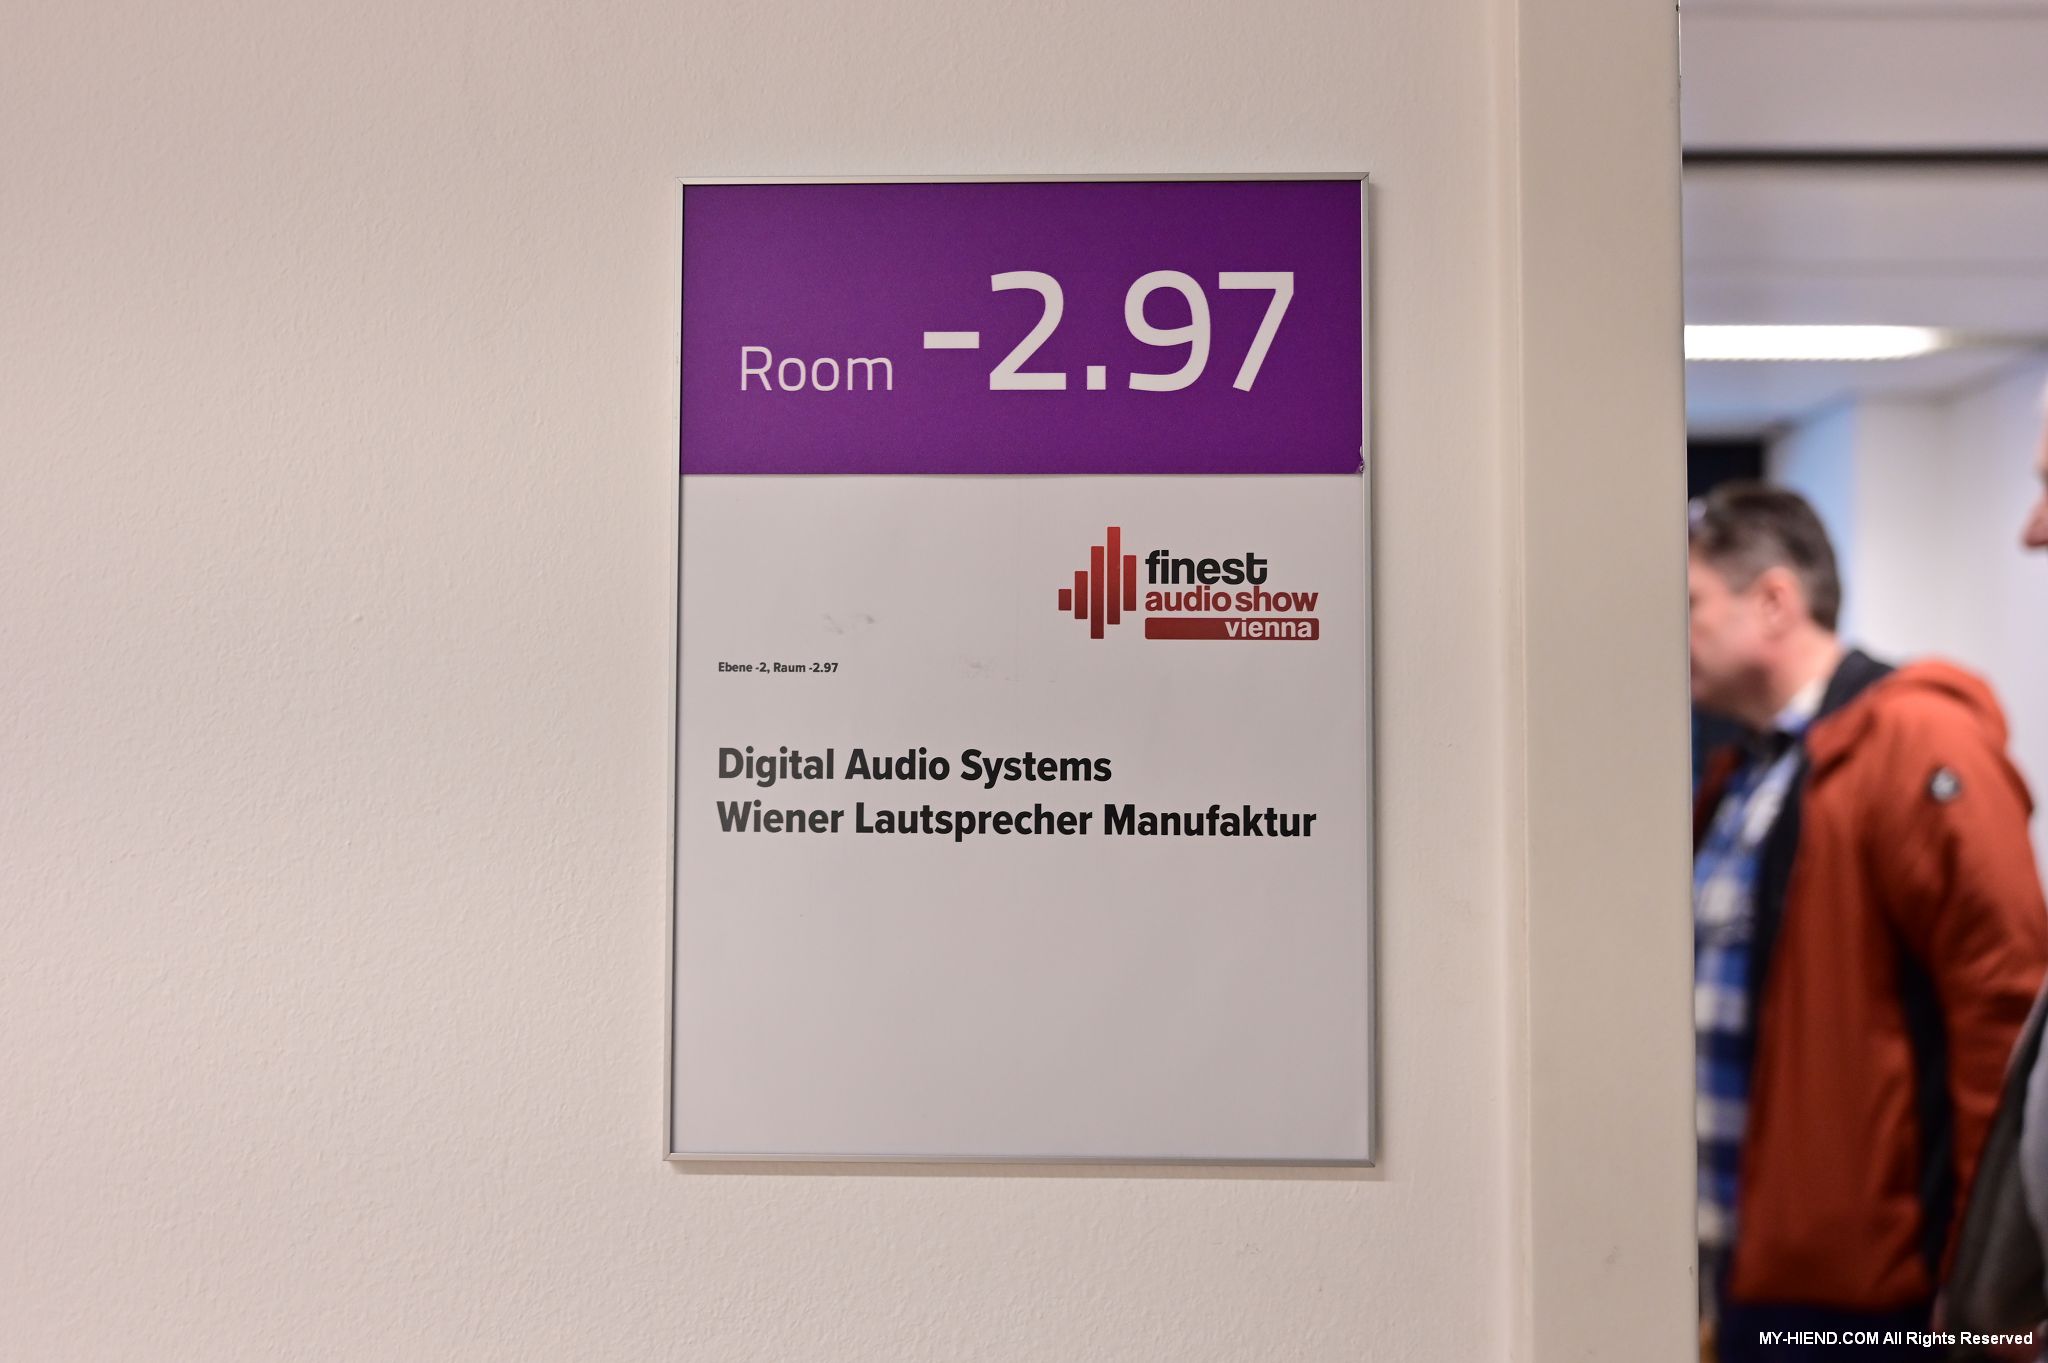 Room -2.97
finest
audio show
vienna
Ebene -2, Raum -2.97
Digital Audio Systems
Wiener Lautsprecher Manufaktur
MY-HIEND.COM All Rights Reserved